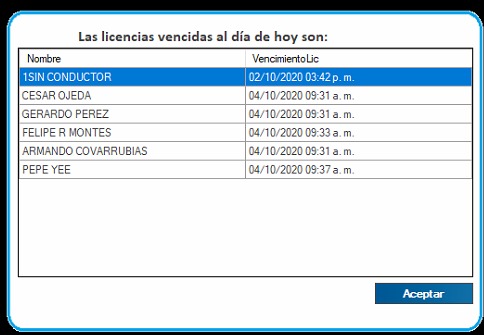 Las licencias vencidas al día de hoy son:
Nombre VencimientoLic
1SIN CONDUCTOR 02/10/2020 03:42 p. m.
CESAR OJEDA 04/10/2020 09:31 a. m.
GERARDO PEREZ 04/10/2020 09:31 a. m.
FELIPE R MONTES 04/10/2020 09:33 a. m.
ARMANDO COVARRUBIAS 04/10/2020 09:31 a. m.
PEPE YEE 04/10/2020 09:37 a. m.
Aceptar